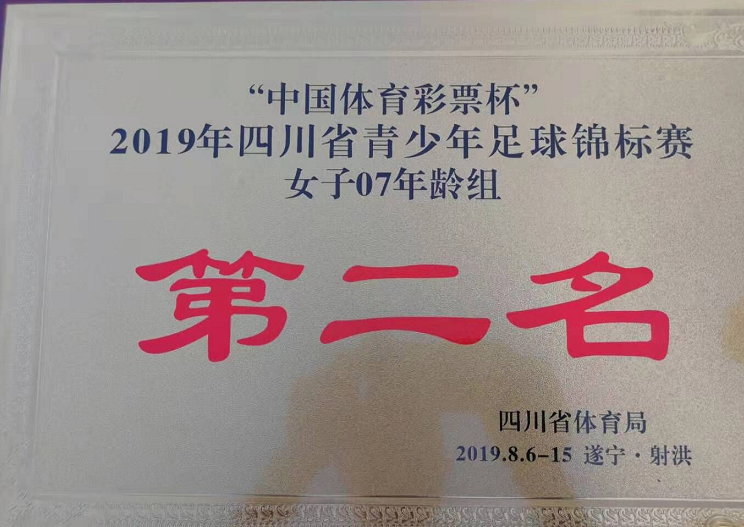 “中国体育彩票杯”
2019年四川省青少年足球锦标赛
女子07年龄组
第二名
四川省体育局
2019.8.6-15 遂宁·射洪